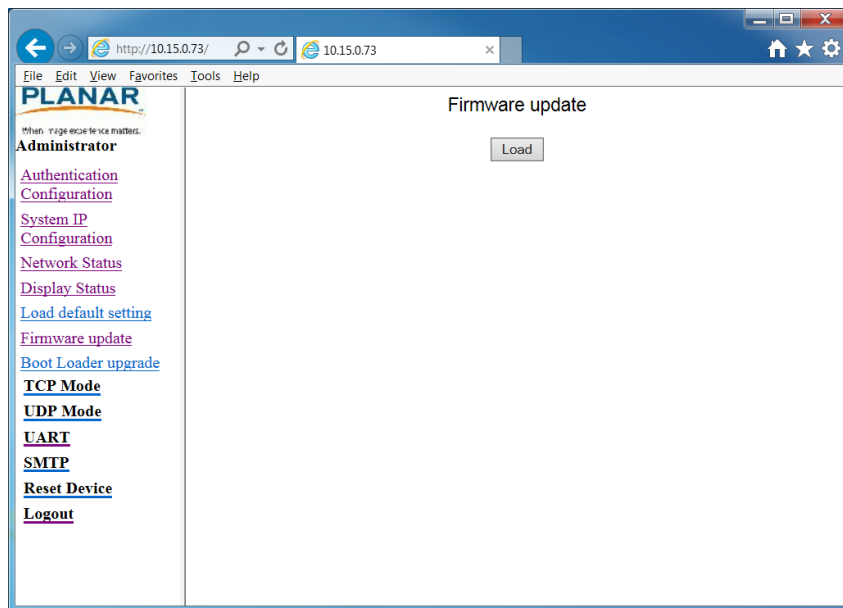 http://10.15.0.73/
10.15.0.73
File Edit View Favorites Tools Help
PLANAR
Firmware update
When image experience matters.
Load
Administrator
Authentication
Configuration
System IP
Configuration
Network Status
Display Status
Load default setting
Firmware update
Boot Loader upgrade
TCP Mode
UDP Mode
UART
SMTP
Reset Device
Logout